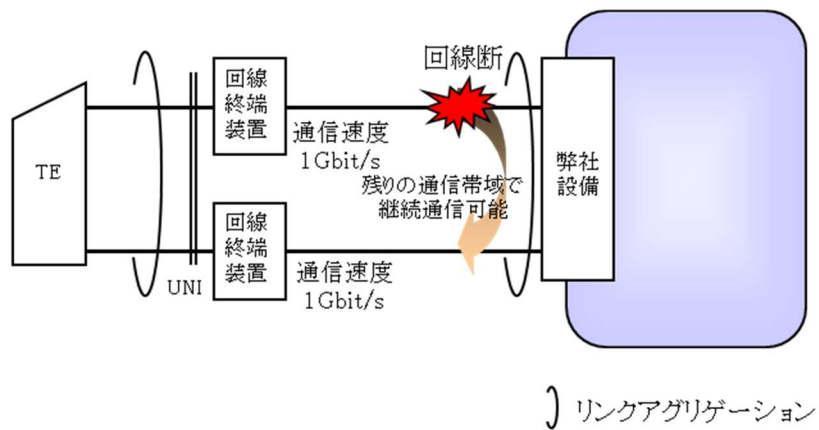 回線断
回線
終端
装置
通信速度
1Gbit/s
TE
残りの通信帯域で
継続通信可能
弊社
設備
回線
終端
装置
UNI
通信速度
1Gbit/s
リンクアグリゲーション